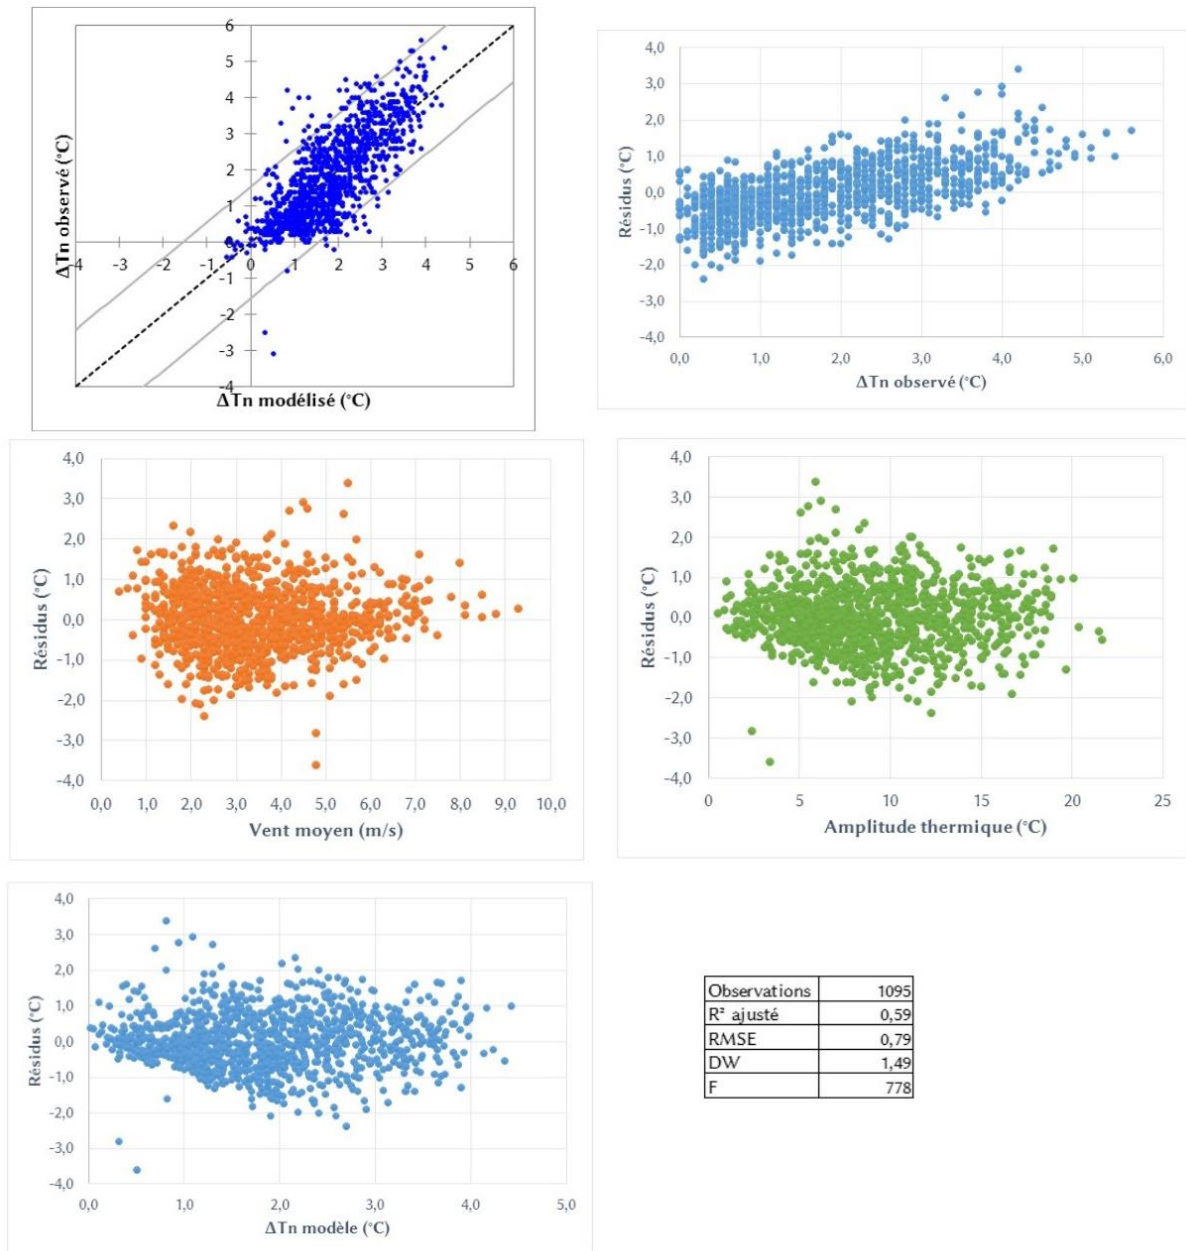 6
5
4
3
2
1
-4 -3 -2 -1 0 1 2 3 4 5 6
-1
-2
-3
-4
ΔTn observé (°C)
ΔTn modélisé (°C)
4,0
3,0
2,0
1,0
0,0
-1,0
-2,0
-3,0
-4,0
Résidus (°C)
0,0 1,0 2,0 3,0 4,0 5,0 6,0
ΔTn observé (°C)
4,0
3,0
2,0
1,0
0,0
-1,0
-2,0
-3,0
-4,0
Résidus (°C)
0,0 1,0 2,0 3,0 4,0 5,0 6,0 7,0 8,0 9,0 10,0
Vent moyen (m/s)
4,0
3,0
2,0
1,0
0,0
-1,0
-2,0
-3,0
-4,0
Résidus (°C)
0 5 10 15 20 25
Amplitude thermique (°C)
4,0
3,0
2,0
1,0
0,0
-1,0
-2,0
-3,0
-4,0
Résidus (°C)
0,0 1,0 2,0 3,0 4,0 5,0
ΔTn modèle (°C)
Observations 1095
R² ajusté 0,59
RMSE 0,79
DW 1,49
F 778